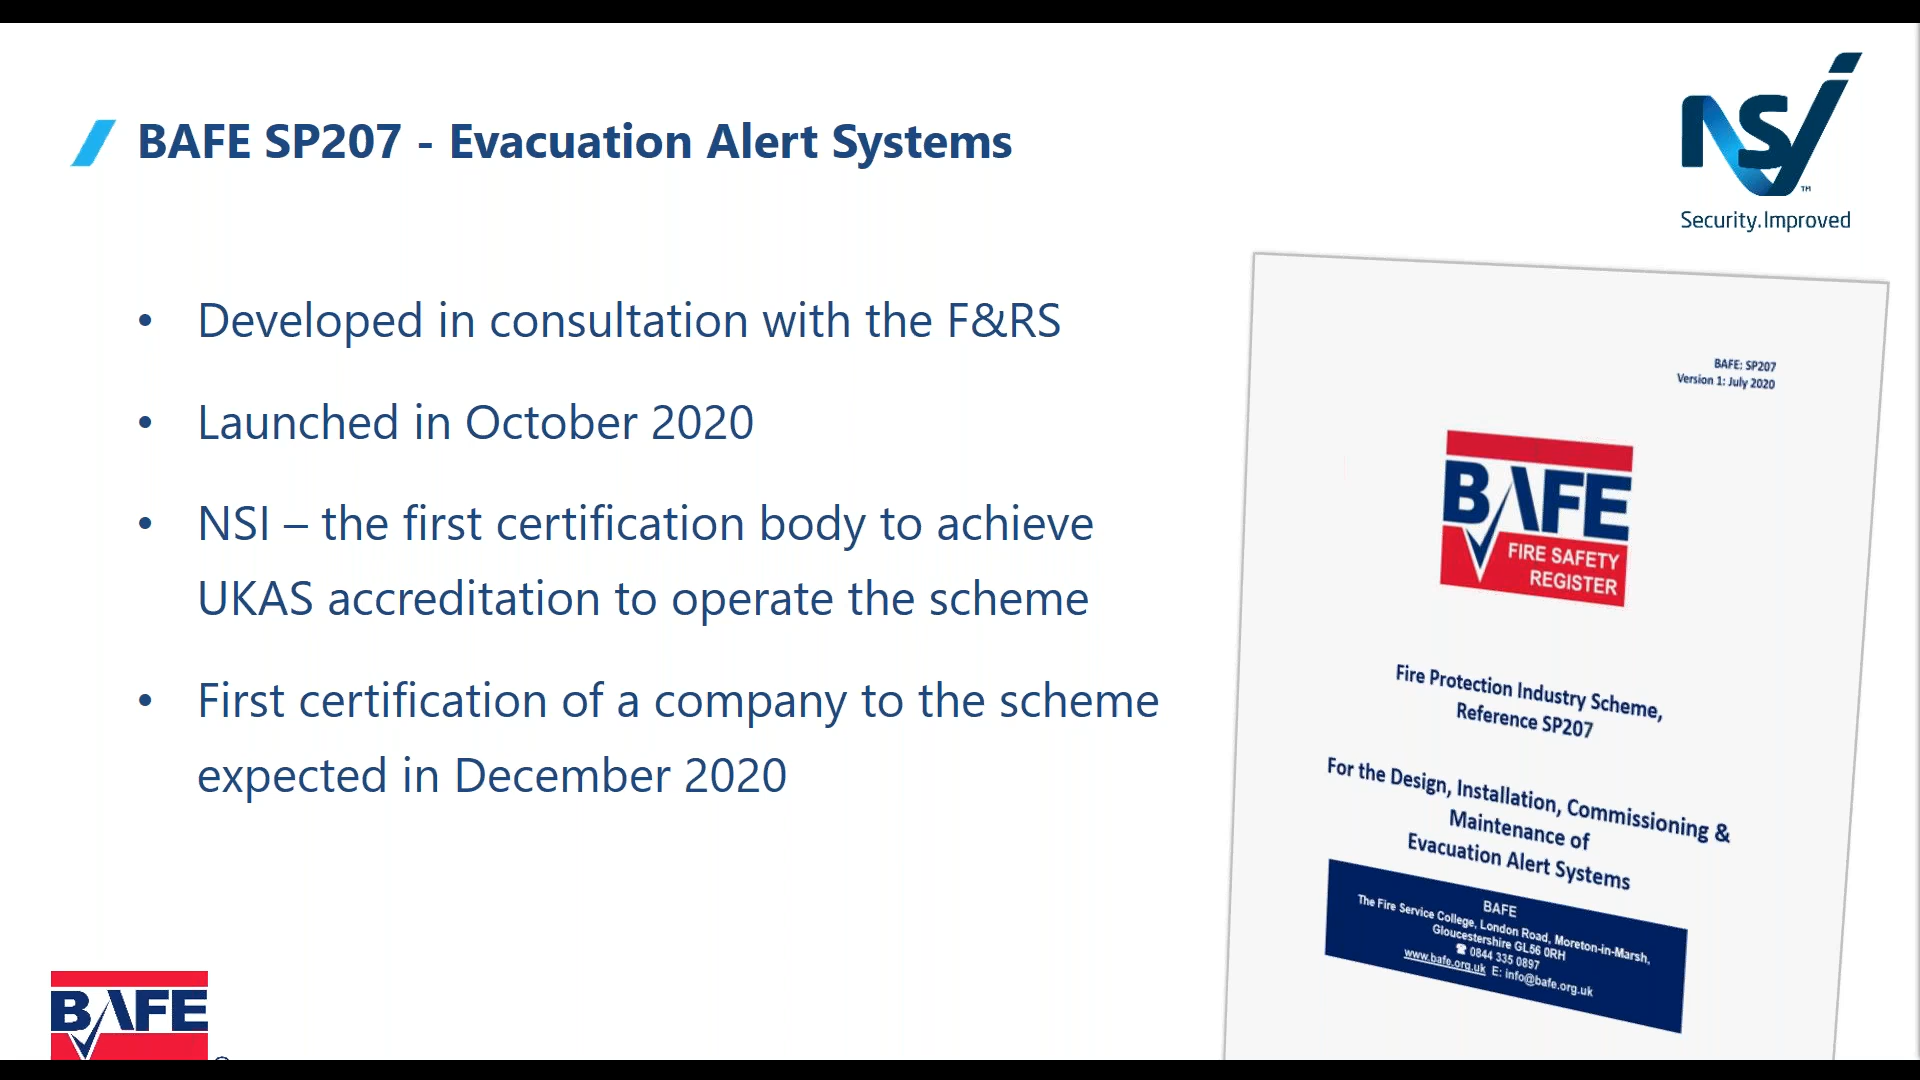 BAFE SP207 - Evacuation Alert Systems
NSi
TM
Security.Improved
• Developed in consultation with the F&RS
• Launched in October 2020
• NSI – the first certification body to achieve
UKAS accreditation to operate the scheme
• First certification of a company to the scheme
expected in December 2020
BAFE: SP207
Version 1: July 2020
BAFE
FIRE SAFETY
REGISTER
Fire Protection Industry Scheme,
Reference SP207
For the Design, Installation, Commissioning &
Maintenance of
Evacuation Alert Systems
BAFE
The Fire Service College, London Road, Moreton-in-Marsh,
Gloucestershire GL56 0RH
☎ 0844 335 0897
www.bafe.org.uk E: info@bafe.org.uk
BAFE